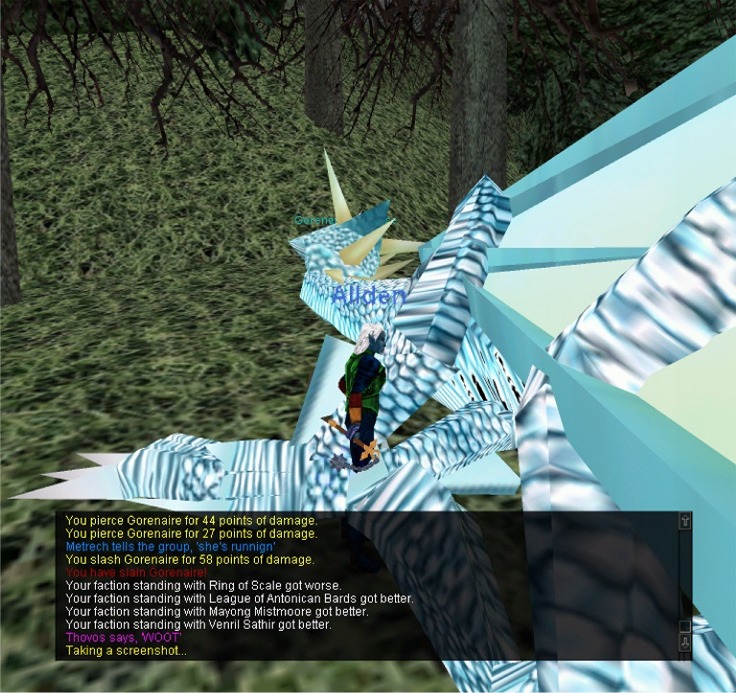 Allden
You pierce Gorenaire for 44 points of damage.
You pierce Gorenaire for 27 points of damage.
Metrech tells the group, 'she's runnign'
You slash Gorenaire for 58 points of damage.
You have slain Gorenaire!
Your faction standing with Ring of Scale got worse.
Your faction standing with League of Antonican Bards got better.
Your faction standing with Mayong Mistmoore got better.
Your faction standing with Venril Sathir got better.
Thovos says, 'WOOT'
Taking a screenshot...